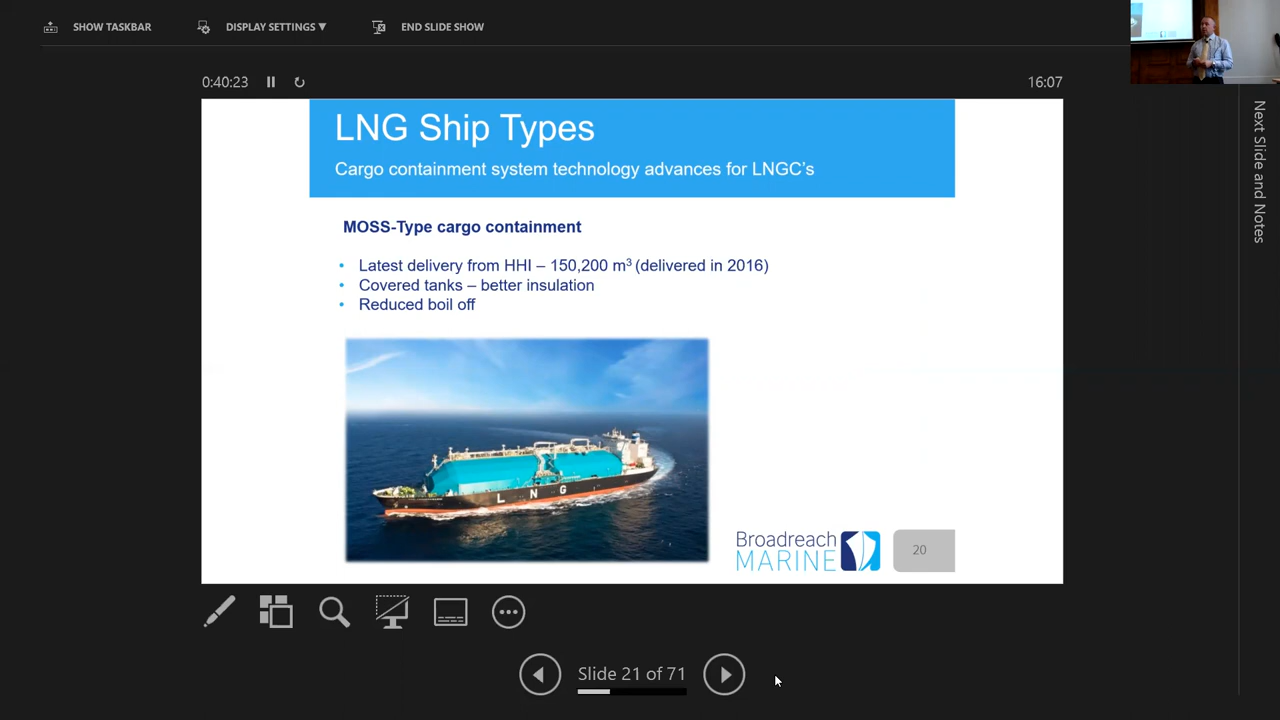 SHOW TASKBAR
DISPLAY SETTINGS ▼
END SLIDE SHOW
0:40:23
16:07
Next Slide and Notes
LNG Ship Types
Cargo containment system technology advances for LNGC's
MOSS-Type cargo containment
• Latest delivery from HHI – 150,200 m³ (delivered in 2016)
• Covered tanks – better insulation
• Reduced boil off
L N G
Broadreach
MARINE
20
Slide 21 of 71